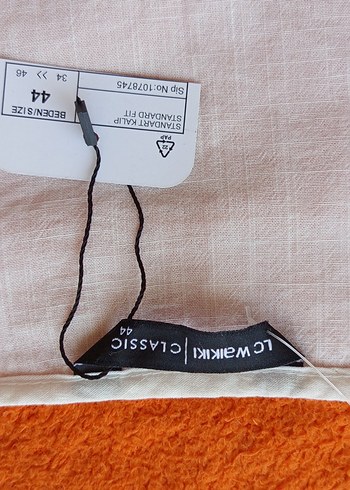 Sip No:1078745
STANDART KALIP
STANDARD FIT
BEDEN/SIZE
44
34 >> 46
22
PAP
LC WAIKIKI | CLASSIC
44